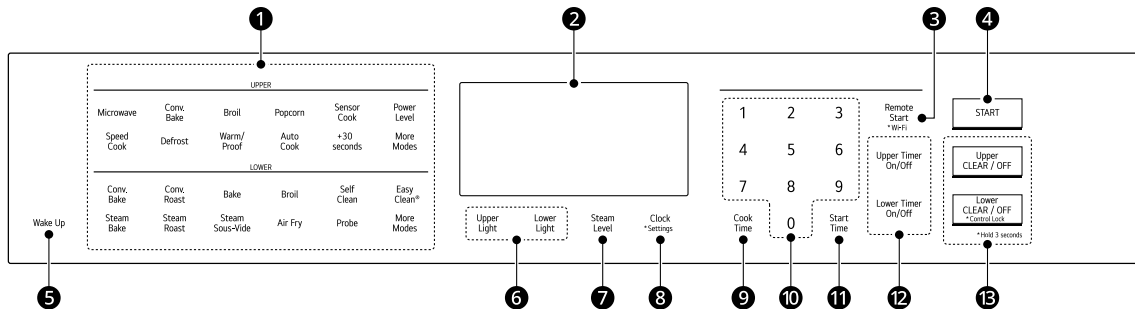 1 2 3 4
UPPER
Microwave Conv. Bake Broil Popcorn Sensor Cook Power Level
Speed Cook Defrost Warm/ Proof Auto Cook +30 seconds More Modes
LOWER
Conv. Bake Conv. Roast Bake Broil Self Clean Easy Clean®
Steam Bake Steam Roast Steam Sous-Vide Air Fry Probe More Modes
Wake Up
Upper Light Lower Light
Steam Level
Clock
*Settings
1 2 3
4 5 6
7 8 9
0
Cook Time
Start Time
Remote Start
*Wi-Fi
Upper Timer On/Off
Lower Timer On/Off
START
Upper
CLEAR / OFF
Lower
CLEAR / OFF
*Control Lock
*Hold 3 seconds
5 6 7 8 9 10 11 12 13